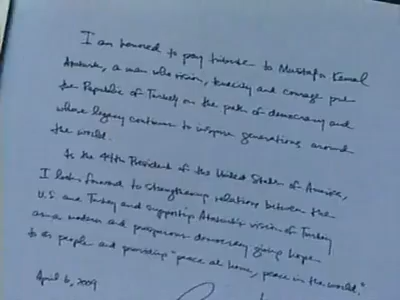 I am honored to pay tribute to Mustafa Kemal
Ataturk, a man who vision, tenacity and courage put
the Republic of Turkey on the path of democracy and
whose legacy continues to inspire generations around
the world.
As the 44th President of the United States of America,
I look forward to strengthening relations between the
U.S. and Turkey and supporting Ataturk's vision of Turkey
as a modern and prosperous democracy giving hope
to its people and providing "peace at home, peace in the world."
April 6, 2009